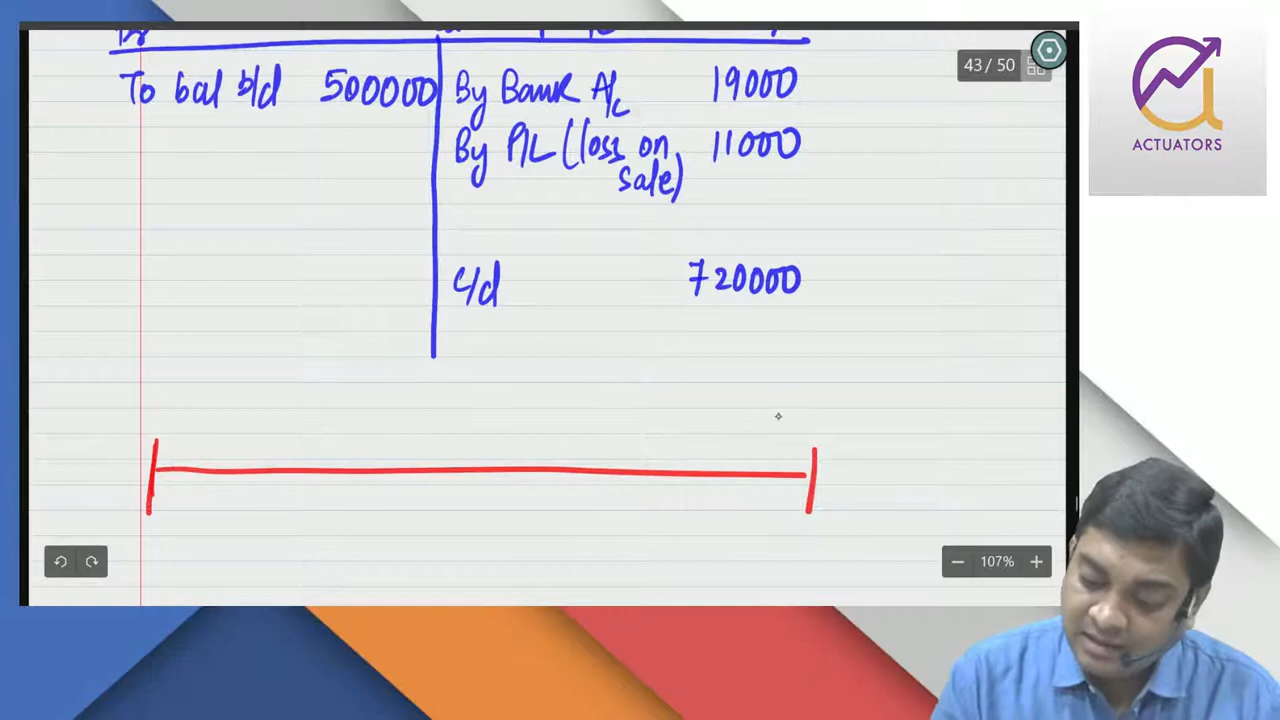 43 / 50
To bal b/d 500000 By Bank A/c 19000
By P/L (loss on 11000
sale)
c/d 720000
107%
ACTUATORS